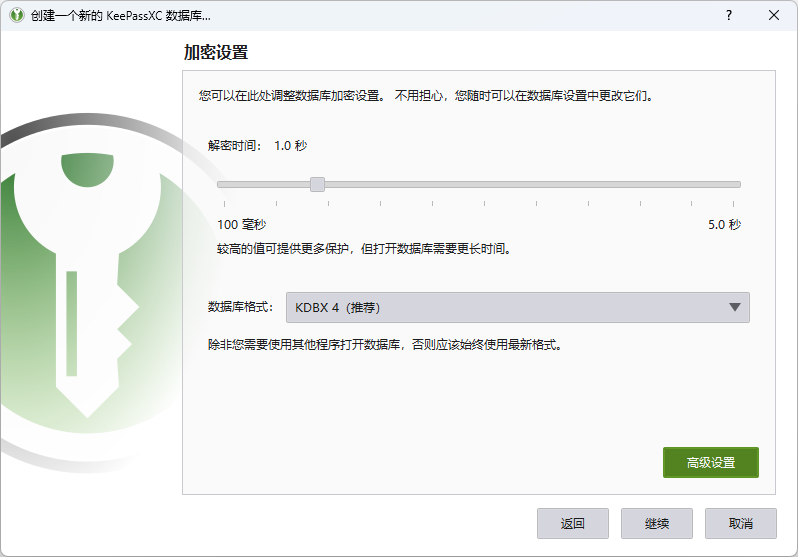 创建一个新的 KeePassXC 数据库...
加密设置
您可以在此处调整数据库加密设置。 不用担心，您随时可以在数据库设置中更改它们。
解密时间： 1.0 秒
100 毫秒 5.0 秒
较高的值可提供更多保护，但打开数据库需要更长时间。
数据库格式： KDBX 4（推荐）
除非您需要使用其他程序打开数据库，否则应该始终使用最新格式。
高级设置
返回 继续 取消